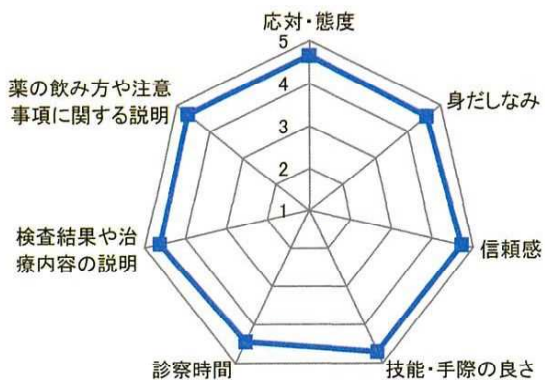 応対・態度
5
4
3
2
1
身だしなみ
信頼感
技能・手際の良さ
診察時間
検査結果や治
療内容の説明
薬の飲み方や注意
事項に関する説明